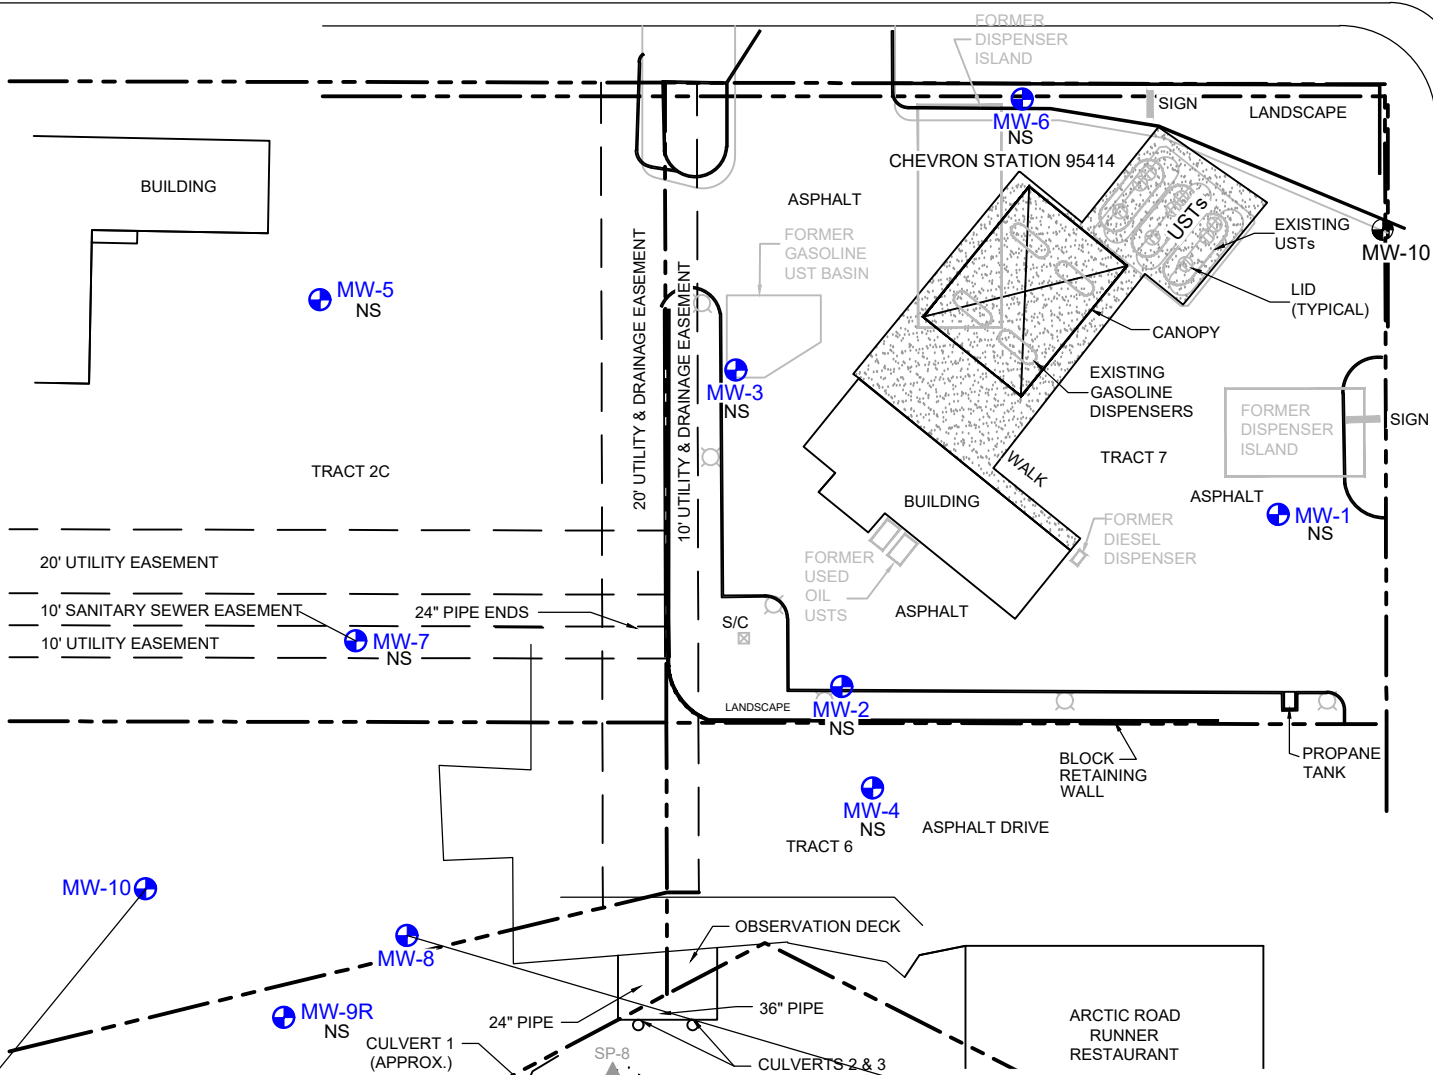 FORMER
DISPENSER
ISLAND
SIGN
LANDSCAPE
MW-6
NS
CHEVRON STATION 95414
BUILDING
ASPHALT
USTs
EXISTING
USTs
MW-10
FORMER
GASOLINE
UST BASIN
20' UTILITY & DRAINAGE EASEMENT
10' UTILITY & DRAINAGE EASEMENT
MW-5
NS
LID
(TYPICAL)
CANOPY
MW-3
NS
EXISTING
GASOLINE
DISPENSERS
FORMER
DISPENSER
ISLAND
SIGN
TRACT 2C
WALK
TRACT 7
BUILDING
ASPHALT
MW-1
NS
FORMER
DIESEL
DISPENSER
20' UTILITY EASEMENT
FORMER
USED
OIL
USTS
10' SANITARY SEWER EASEMENT
24" PIPE ENDS
ASPHALT
S/C
10' UTILITY EASEMENT
MW-7
NS
LANDSCAPE
MW-2
NS
BLOCK
RETAINING
WALL
PROPANE
TANK
MW-4
NS
ASPHALT DRIVE
TRACT 6
MW-10
OBSERVATION DECK
MW-8
MW-9R
NS
24" PIPE
36" PIPE
ARCTIC ROAD
RUNNER
RESTAURANT
CULVERT 1
(APPROX.)
SP-8
CULVERTS 2 & 3